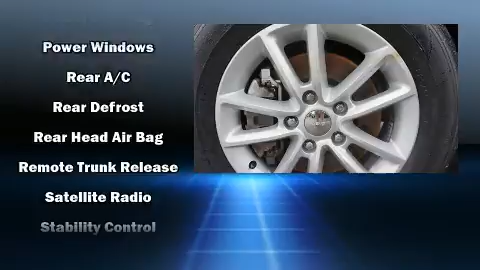 Power Windows
Rear A/C
Rear Defrost
Rear Head Air Bag
Remote Trunk Release
Satellite Radio
Stability Control